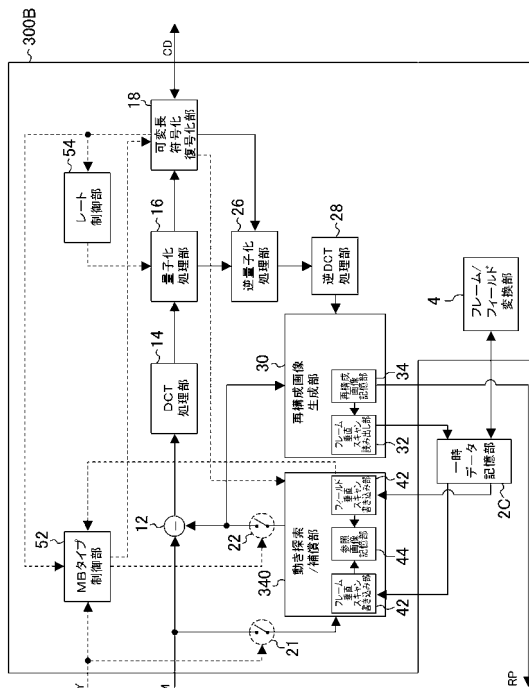 300B
CD
18
可変長
符号化
復号化部
54
レート
制御部
16
量子化
処理部
26
逆量子化
処理部
28
逆DCT
処理部
14
DCT
処理部
4
フレーム/
フィールド
変換部
30
再構成画像
生成部
34
再構成
画像
記憶部
32
フレーム
垂直
スキャン
読み出し部
12
52
MBタイプ
制御部
22
340
動き探索
/補償部
42
フィールド
垂直
スキャン
書き込み部
44
参照
画像
記憶部
42
フレーム
垂直
スキャン
書き込み部
一時
データ
記憶部
2C
21
Y
M
RP